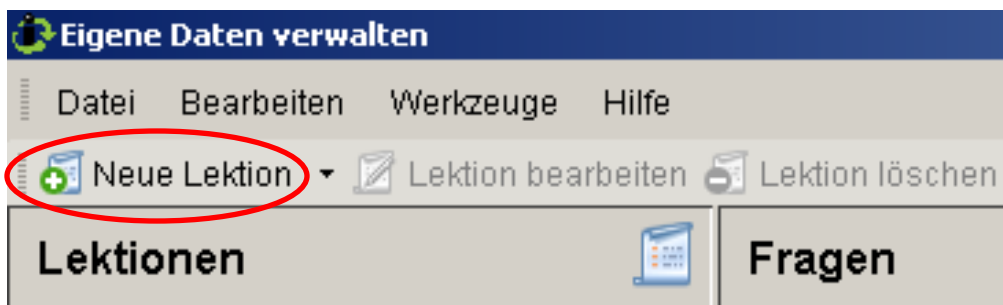 Eigene Daten verwalten
Datei Bearbeiten Werkzeuge Hilfe
Neue Lektion Lektion bearbeiten Lektion löschen
Lektionen Fragen